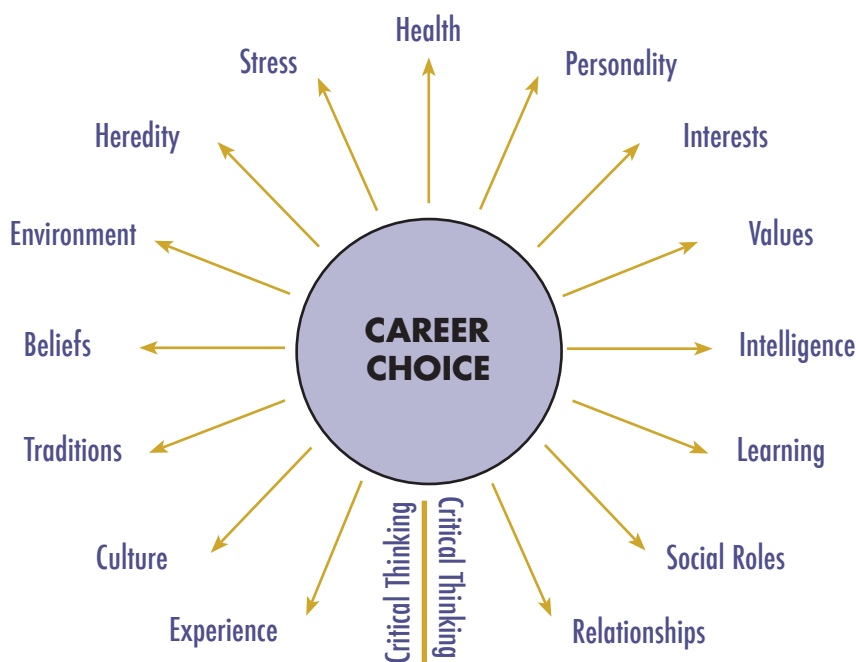 Health
Stress
Personality
Heredity
Interests
Environment
Values
CAREER
CHOICE
Beliefs
Intelligence
Traditions
Learning
Culture
Social Roles
Experience
Critical Thinking
Critical Thinking
Relationships